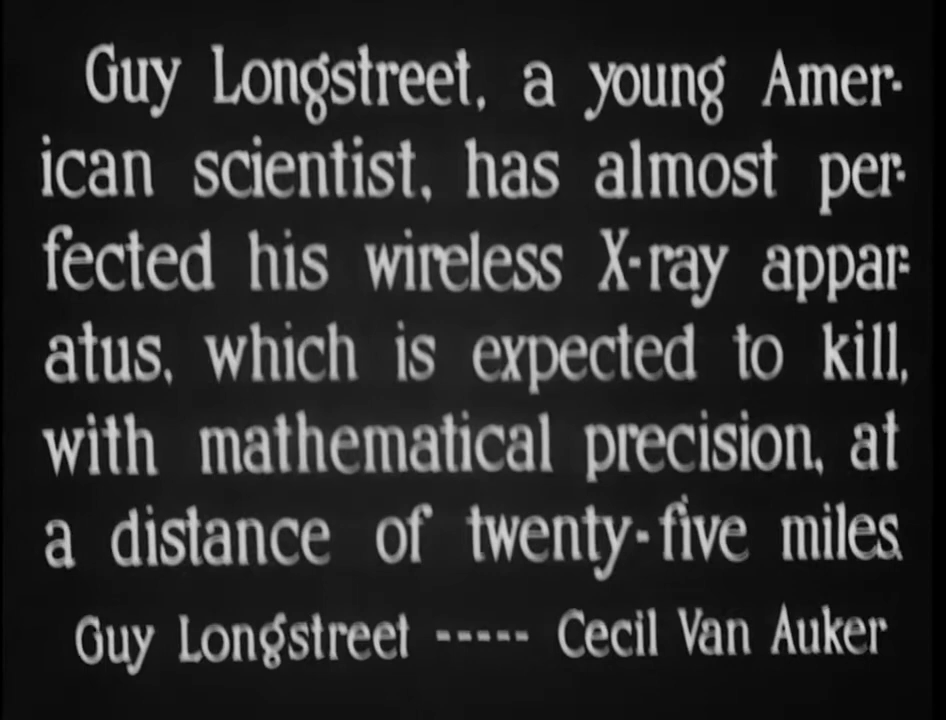 Guy Longstreet, a young Amer-
ican scientist, has almost per-
fected his wireless X-ray appar-
atus, which is expected to kill,
with mathematical precision, at
a distance of twenty-five miles.
Guy Longstreet ----- Cecil Van Auker